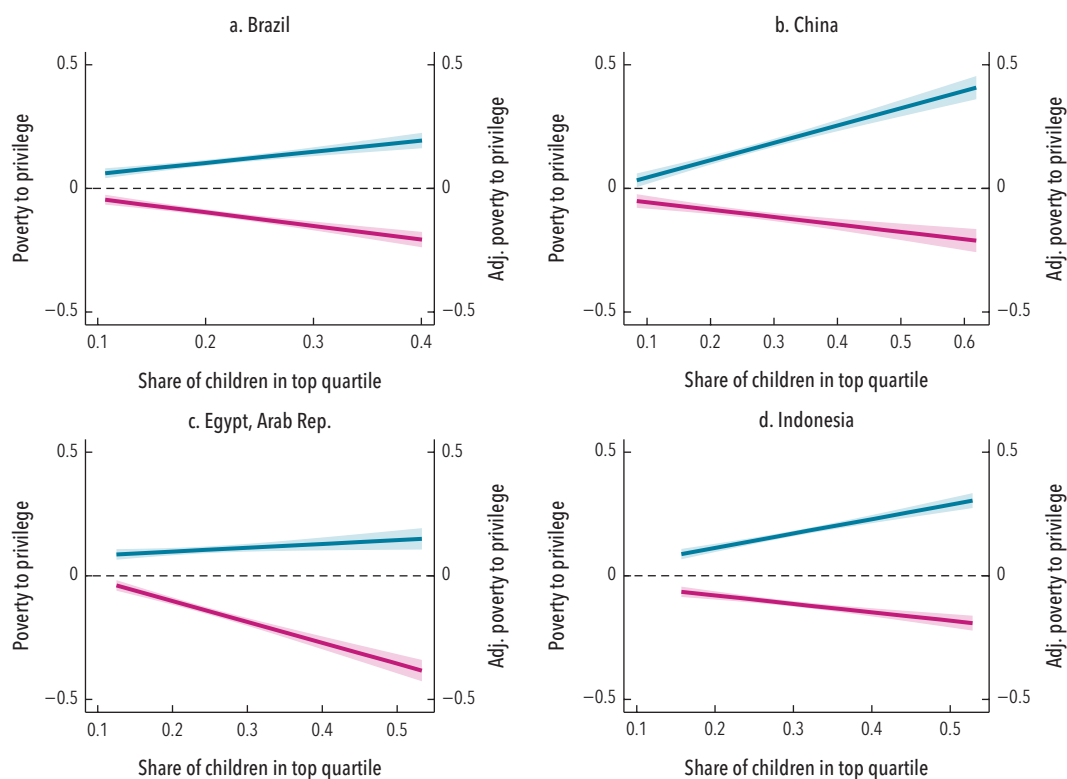 a. Brazil
0.5
0
−0.5
0.5
0
−0.5
Poverty to privilege
Adj. poverty to privilege
0.1 0.2 0.3 0.4
Share of children in top quartile
b. China
0.5
0
−0.5
0.5
0
−0.5
Poverty to privilege
Adj. poverty to privilege
0.1 0.2 0.3 0.4 0.5 0.6
Share of children in top quartile
c. Egypt, Arab Rep.
0.5
0
−0.5
0.5
0
−0.5
Poverty to privilege
Adj. poverty to privilege
0.1 0.2 0.3 0.4 0.5
Share of children in top quartile
d. Indonesia
0.5
0
−0.5
0.5
0
−0.5
Poverty to privilege
Adj. poverty to privilege
0.1 0.2 0.3 0.4 0.5
Share of children in top quartile